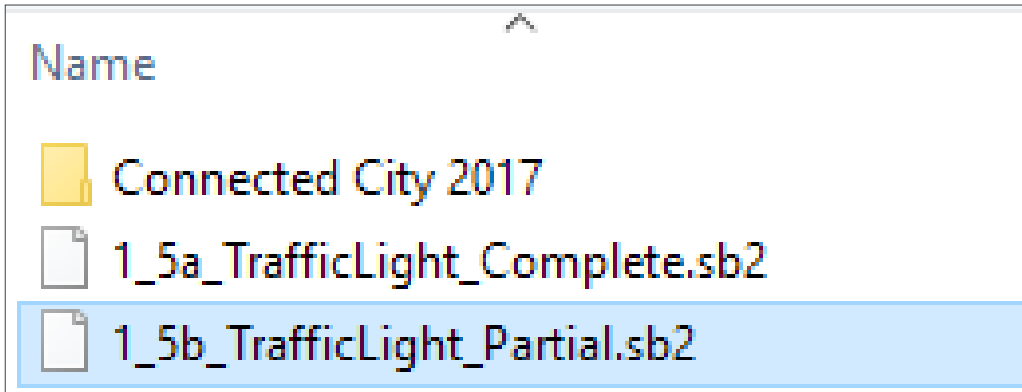 Name
Connected City 2017
1_5a_TrafficLight_Complete.sb2
1_5b_TrafficLight_Partial.sb2